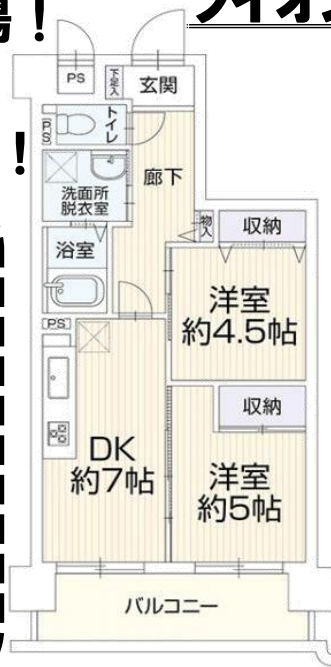 ！
PS
下足入
玄関
PS
トイレ
！
洗面所
脱衣室
廊下
浴室
物入
収納
洋室
約4.5帖
PS
収納
DK
約7帖
洋室
約5帖
バルコニー